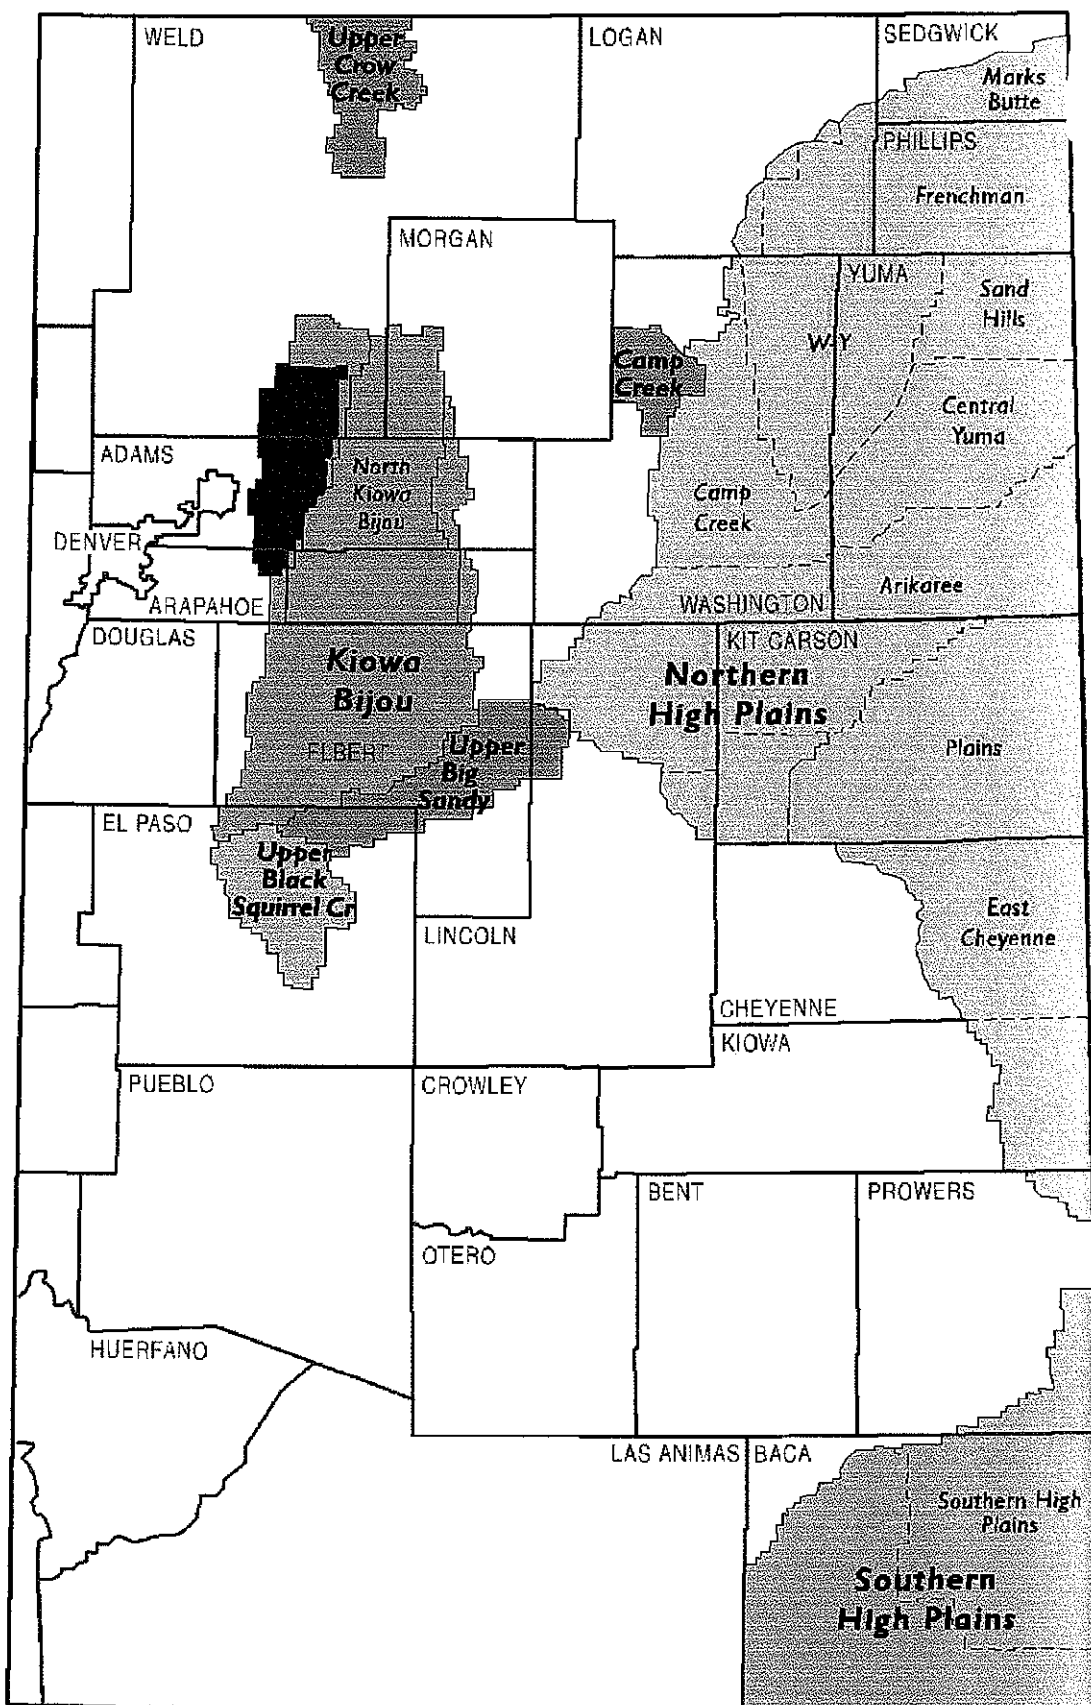 WELD
Upper
Crow
Creek
LOGAN
SEDGWICK
Marks
Butte
PHILLIPS
Frenchman
MORGAN
YUMA
Sand
Hills
W-Y
Camp
Creek
Central
Yuma
ADAMS
North
Kiowa
Bijou
Camp
Creek
DENVER
ARAPAHOE
WASHINGTON
Arikaree
DOUGLAS
KIT CARSON
Kiowa
Bijou
Northern
High Plains
ELBERT
Upper
Big
Sandy
Plains
EL PASO
Upper
Black
Squirrel Cr
LINCOLN
East
Cheyenne
CHEYENNE
KIOWA
PUEBLO
CROWLEY
BENT
PROWERS
OTERO
HUERFANO
LAS ANIMAS
BACA
Southern High
Plains
Southern
High Plains